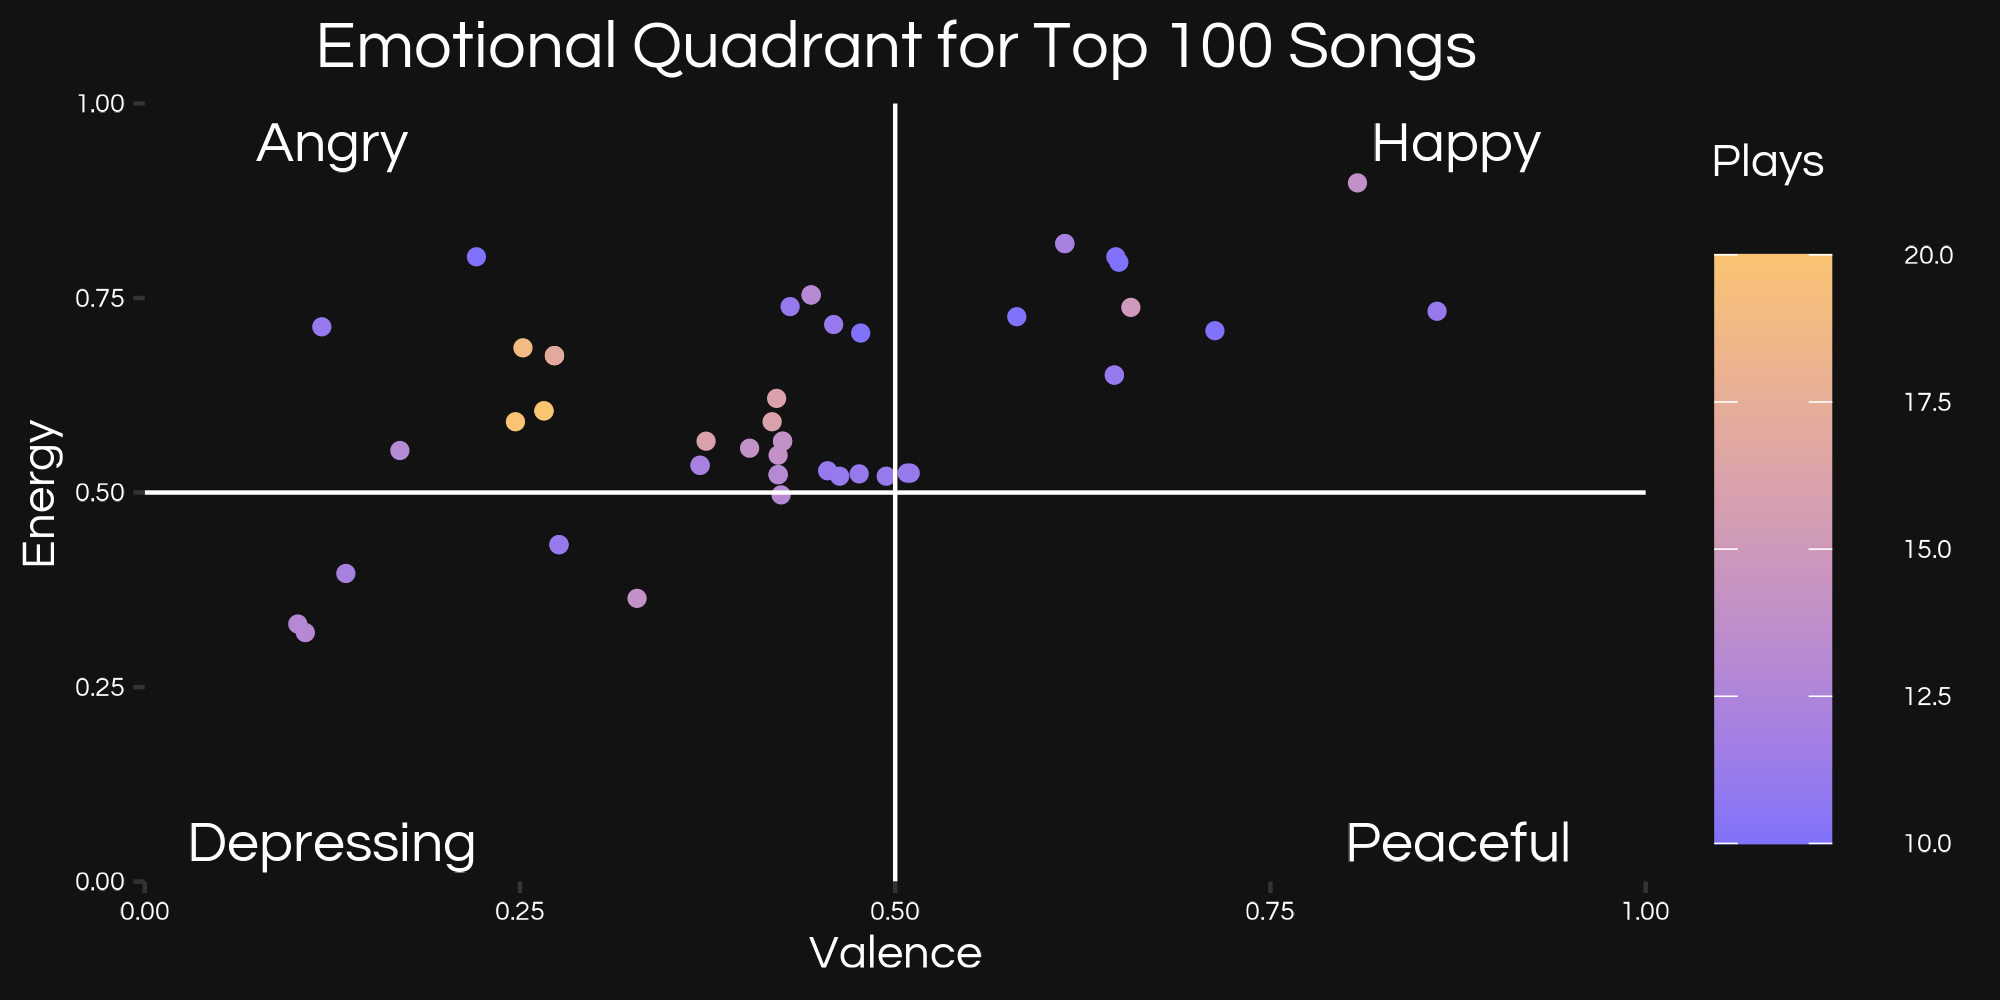 Emotional Quadrant for Top 100 Songs
Angry
Happy
Depressing
Peaceful
Energy
1.00
0.75
0.50
0.25
0.00
0.00 0.25 0.50 0.75 1.00
Valence
Plays
20.0
17.5
15.0
12.5
10.0